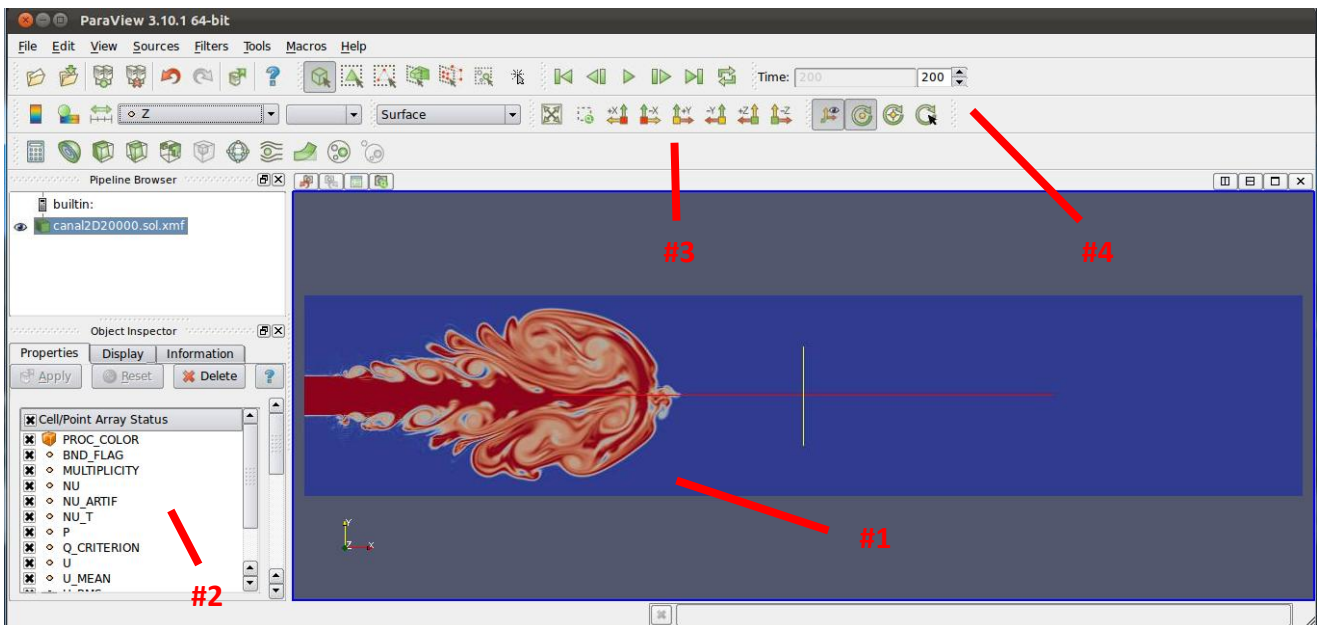 ParaView 3.10.1 64-bit
File Edit View Sources Filters Tools Macros Help
Time: 200 200
Z Surface +X -X +Y -Y +Z -Z
Pipeline Browser
builtin:
canal2D20000.sol.xmf
#3 #4
Object Inspector
Properties Display Information
Apply Reset Delete ?
Cell/Point Array Status
PROC_COLOR
BND_FLAG
MULTIPLICITY
NU
NU_ARTIF
NU_T
P
Q_CRITERION
U
U_MEAN
#2
Y
Z X
#1